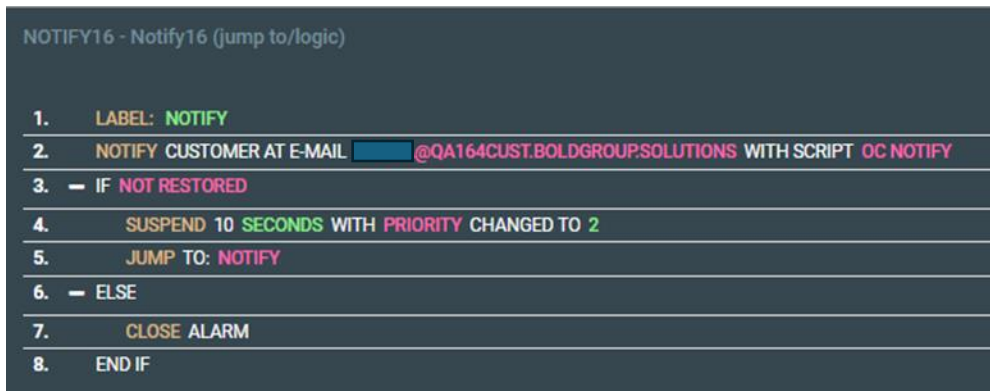 NOTIFY16 - Notify16 (jump to/logic)
1. LABEL: NOTIFY
2. NOTIFY CUSTOMER AT E-MAIL @QA164CUST.BOLDGROUP.SOLUTIONS WITH SCRIPT OC NOTIFY
3. – IF NOT RESTORED
4. SUSPEND 10 SECONDS WITH PRIORITY CHANGED TO 2
5. JUMP TO: NOTIFY
6. – ELSE
7. CLOSE ALARM
8. END IF